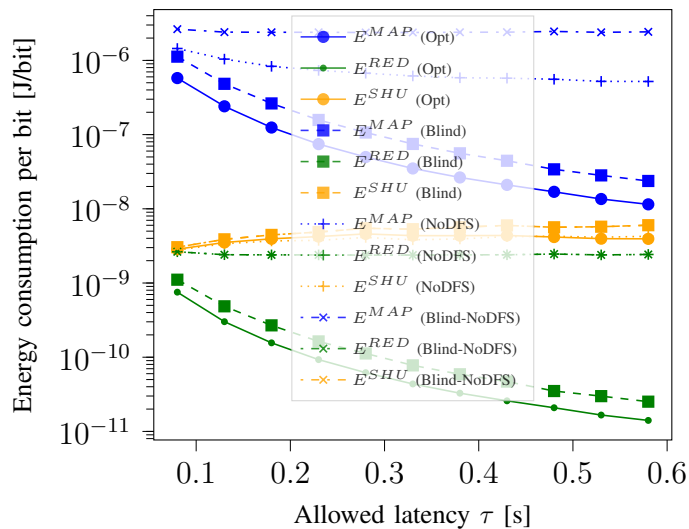 Energy consumption per bit [J/bit]
10^{-6}
10^{-7}
10^{-8}
10^{-9}
10^{-10}
10^{-11}
E^{MAP} (Opt)
E^{RED} (Opt)
E^{SHU} (Opt)
E^{MAP} (Blind)
E^{RED} (Blind)
E^{SHU} (Blind)
E^{MAP} (NoDFS)
E^{RED} (NoDFS)
E^{SHU} (NoDFS)
E^{MAP} (Blind-NoDFS)
E^{RED} (Blind-NoDFS)
E^{SHU} (Blind-NoDFS)
0.1 0.2 0.3 0.4 0.5 0.6
Allowed latency τ [s]